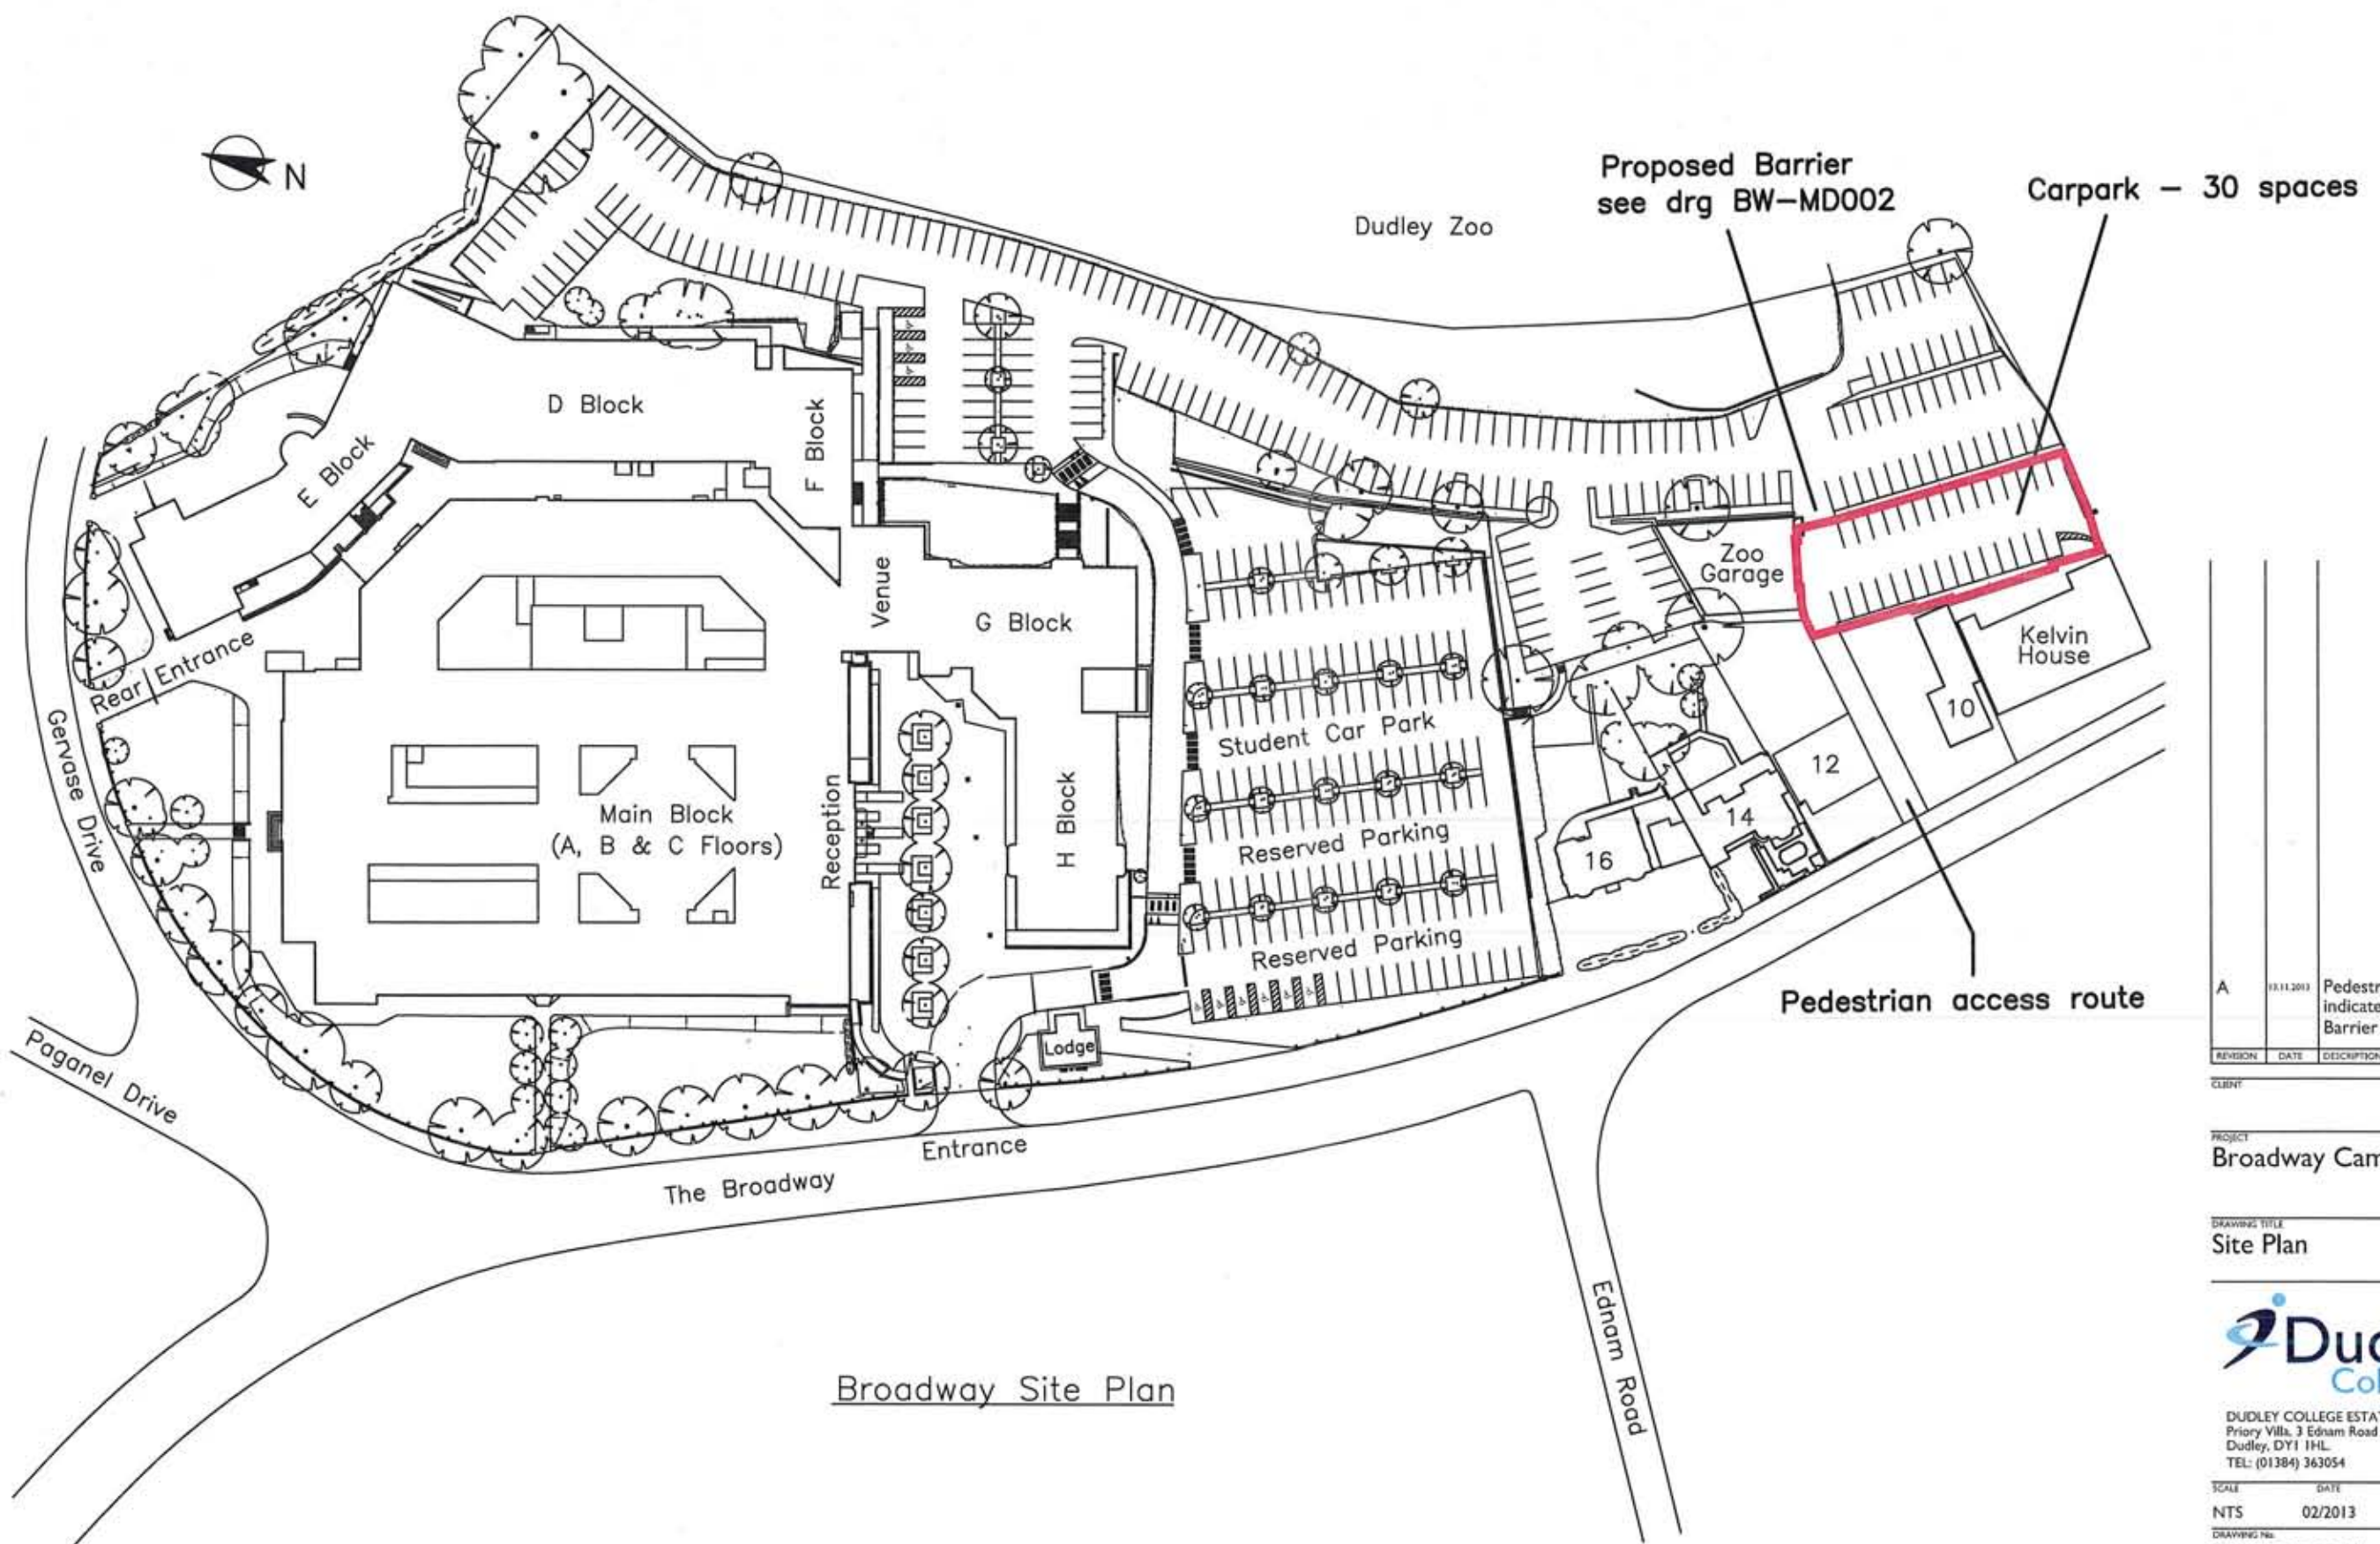 N
Proposed Barrier
see drg BW-MD002
Carpark - 30 spaces
Dudley Zoo
D Block
F Block
E Block
Zoo
Garage
Venue
G Block
Kelvin
House
Rear Entrance
10
Gervase Drive
Student Car Park
12
Main Block
(A, B & C Floors)
Reception
H Block
14
Reserved Parking
16
Reserved Parking
Pedestrian access route
Lodge
Paganel Drive
Entrance
The Broadway
Ednam Road
Broadway Site Plan
A 13.11.2013 Pedestr
indicate
Barrier
REVISION DATE DESCRIPTION
CLIENT
PROJECT
Broadway Cam
DRAWING TITLE
Site Plan
Dud
Col
DUDLEY COLLEGE ESTA
Priory Villa, 3 Ednam Road
Dudley, DY1 1HL.
TEL: (01384) 363054
SCALE DATE
NTS 02/2013
DRAWING No.